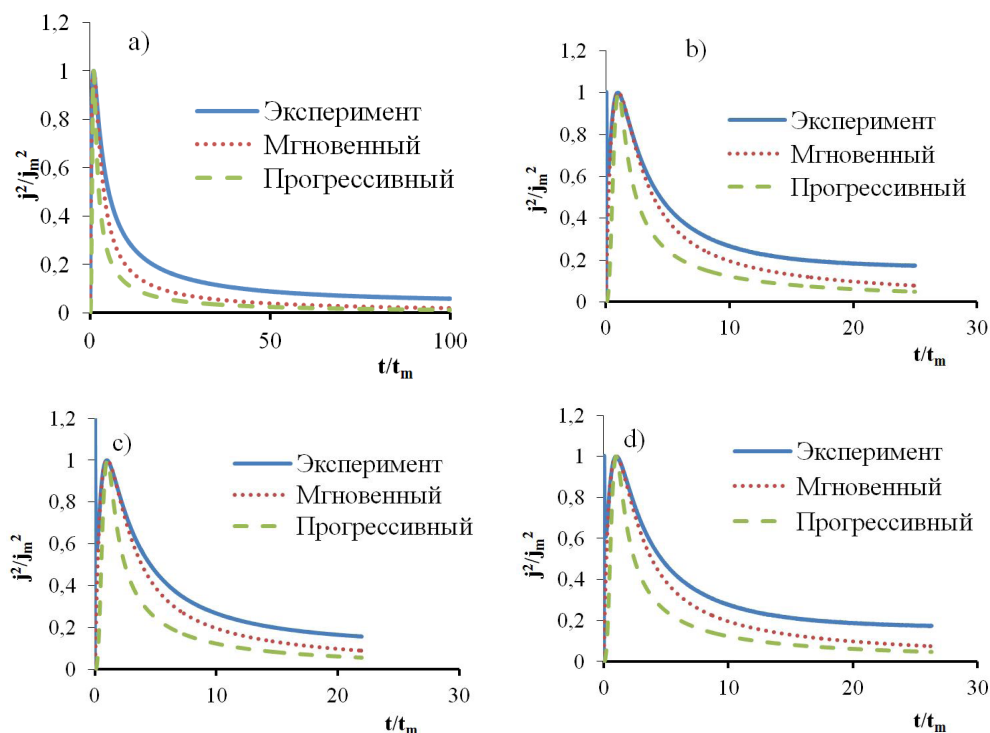 a)
1,2
1
0,8
0,6
0,4
0,2
0
j²/jm²
Эксперимент
Мгновенный
Прогрессивный
0 50 100
t/tm
b)
1,2
1
0,8
0,6
0,4
0,2
0
j²/jm²
Эксперимент
Мгновенный
Прогрессивный
0 10 20 30
t/tm
c)
1,2
1
0,8
0,6
0,4
0,2
0
j²/jm²
Эксперимент
Мгновенный
Прогрессивный
0 10 20 30
t/tm
d)
1,2
1
0,8
0,6
0,4
0,2
0
j²/jm²
Эксперимент
Мгновенный
Прогрессивный
0 10 20 30
t/tm